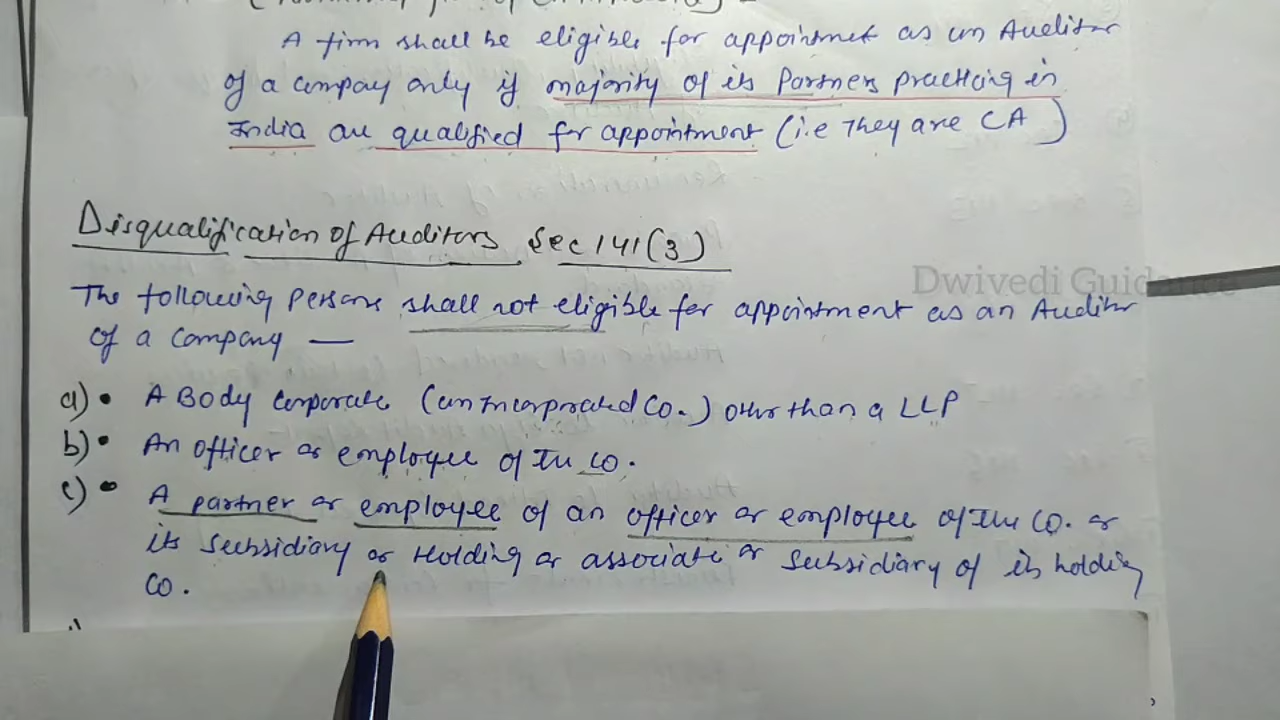 A firm shall be eligible for appointmet as an Auditor
of a company only if majority of its Partners practicing in
India are qualified for appointment (i.e They are CA)
Disqualification of Auditors Sec 141(3)
The following Persons shall not eligible for appointment as an Auditor
of a company —
Dwivedi Guidance
a) • A Body Corporate (an Incorporated Co.) other than a LLP
b) • An officer or employee of The Co.
c) • A partner or employee of an officer or employee of The Co. or
its Subsidiary or Holding or associate or Subsidiary of its holding
Co.